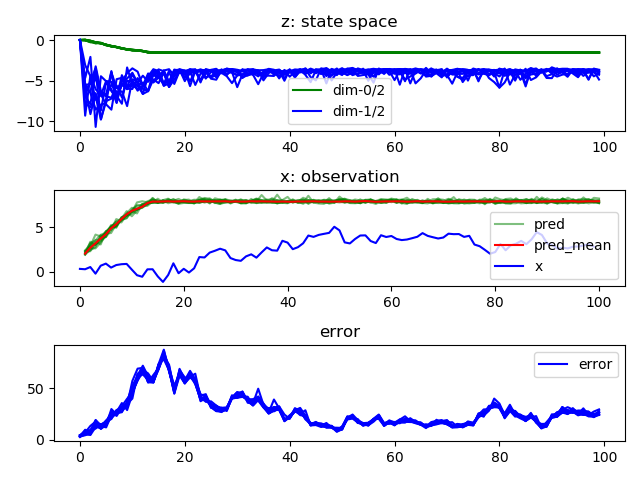 z: state space
0
−5
−10
dim-0/2
dim-1/2
0 20 40 60 80 100
x: observation
5
0
pred
pred_mean
x
0 20 40 60 80 100
error
50
0
error
0 20 40 60 80 100